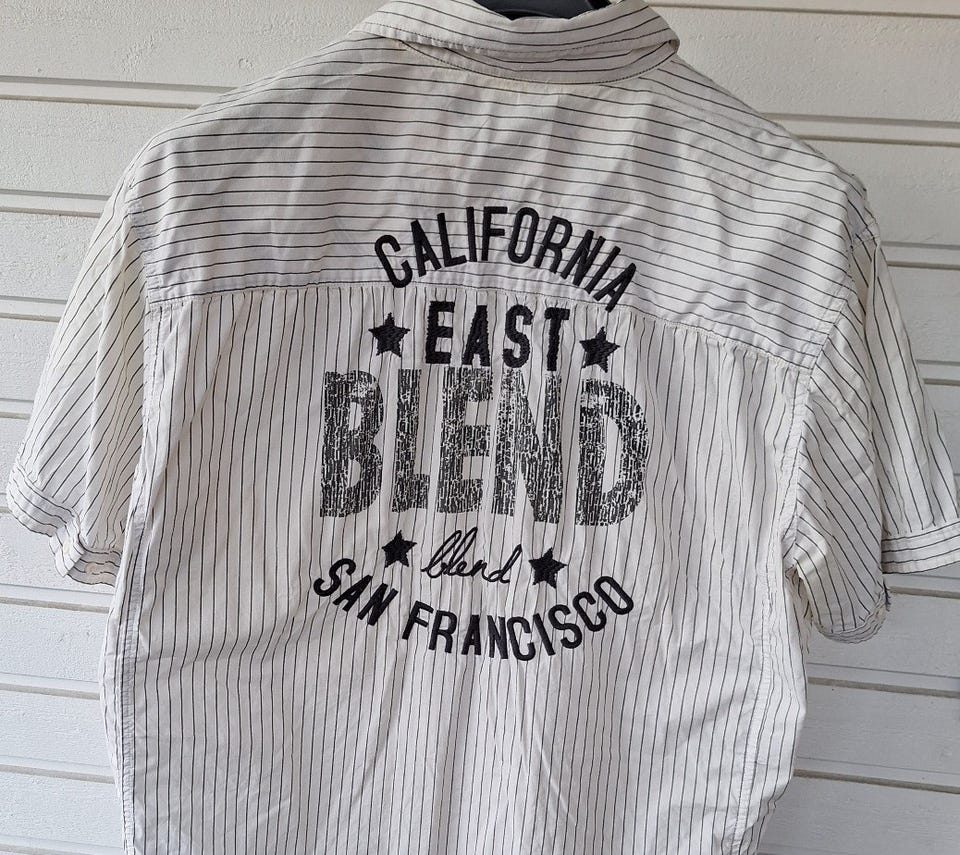 CALIFORNIA
EAST
BLEND
blend
SAN FRANCISCO